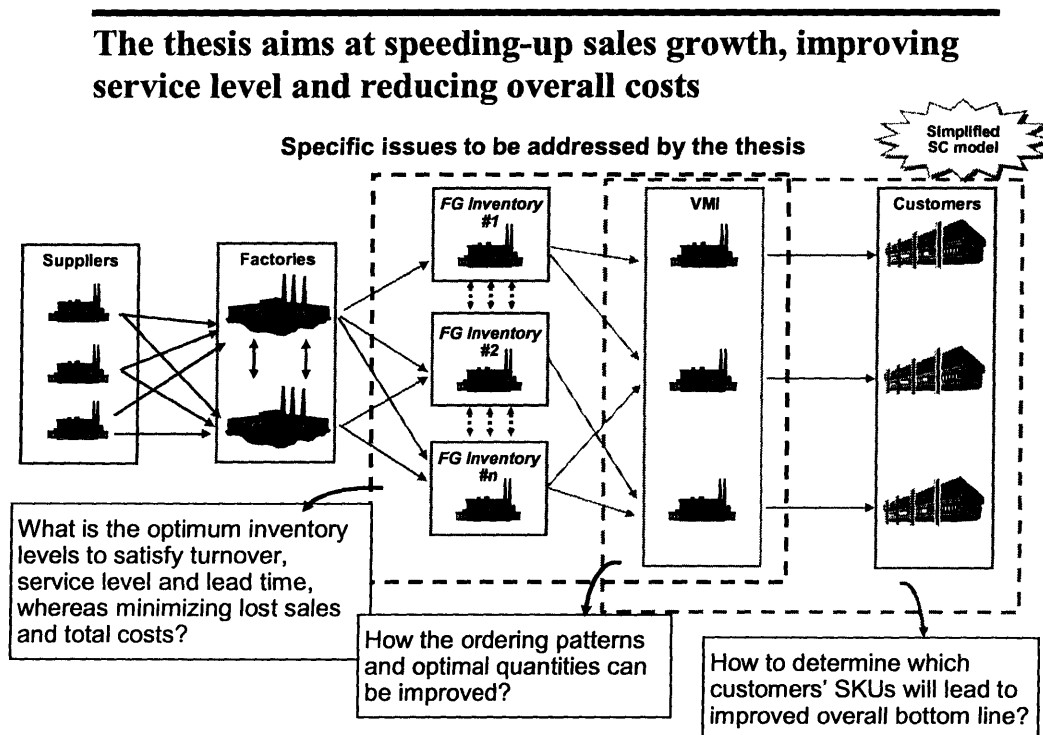 The thesis aims at speeding-up sales growth, improving
service level and reducing overall costs
Simplified
SC model
Specific issues to be addressed by the thesis
Suppliers
Factories
FG Inventory
#1
FG Inventory
#2
FG Inventory
#n
VMI
Customers
What is the optimum inventory
levels to satisfy turnover,
service level and lead time,
whereas minimizing lost sales
and total costs?
How the ordering patterns
and optimal quantities can
be improved?
How to determine which
customers' SKUs will lead to
improved overall bottom line?